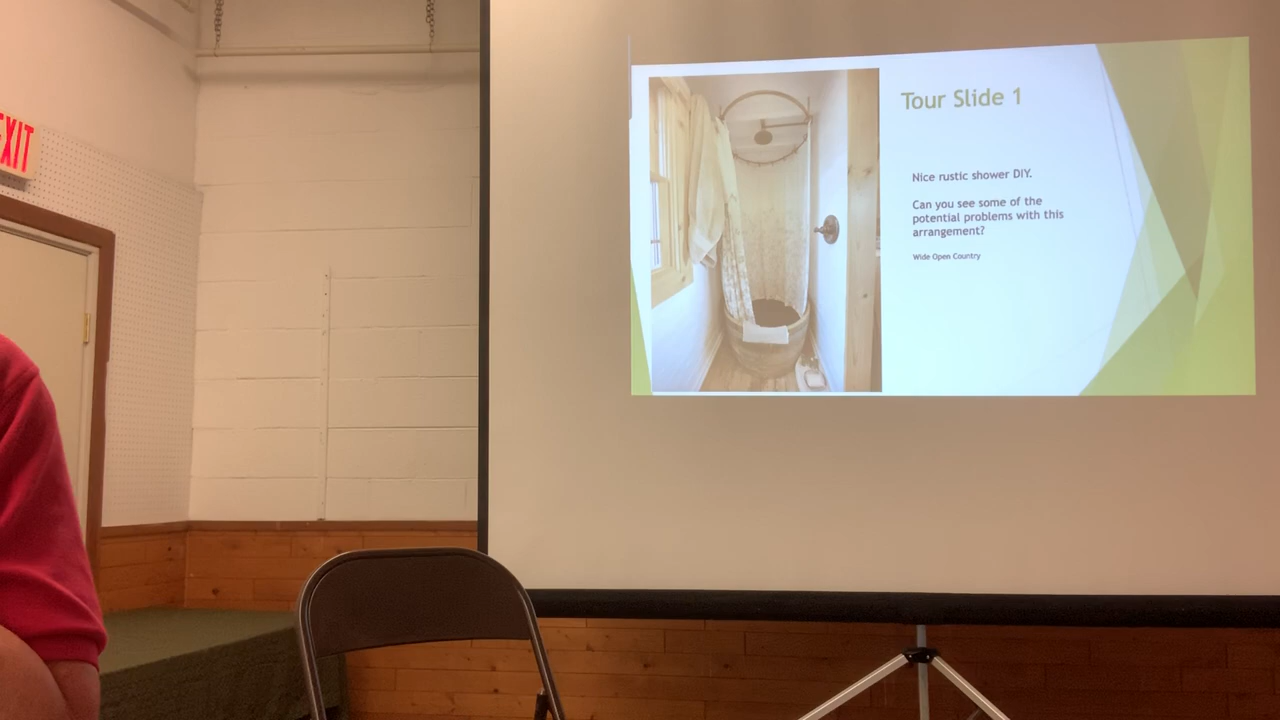 EXIT
Tour Slide 1
Nice rustic shower DIY.
Can you see some of the
potential problems with this
arrangement?
Wide Open Country